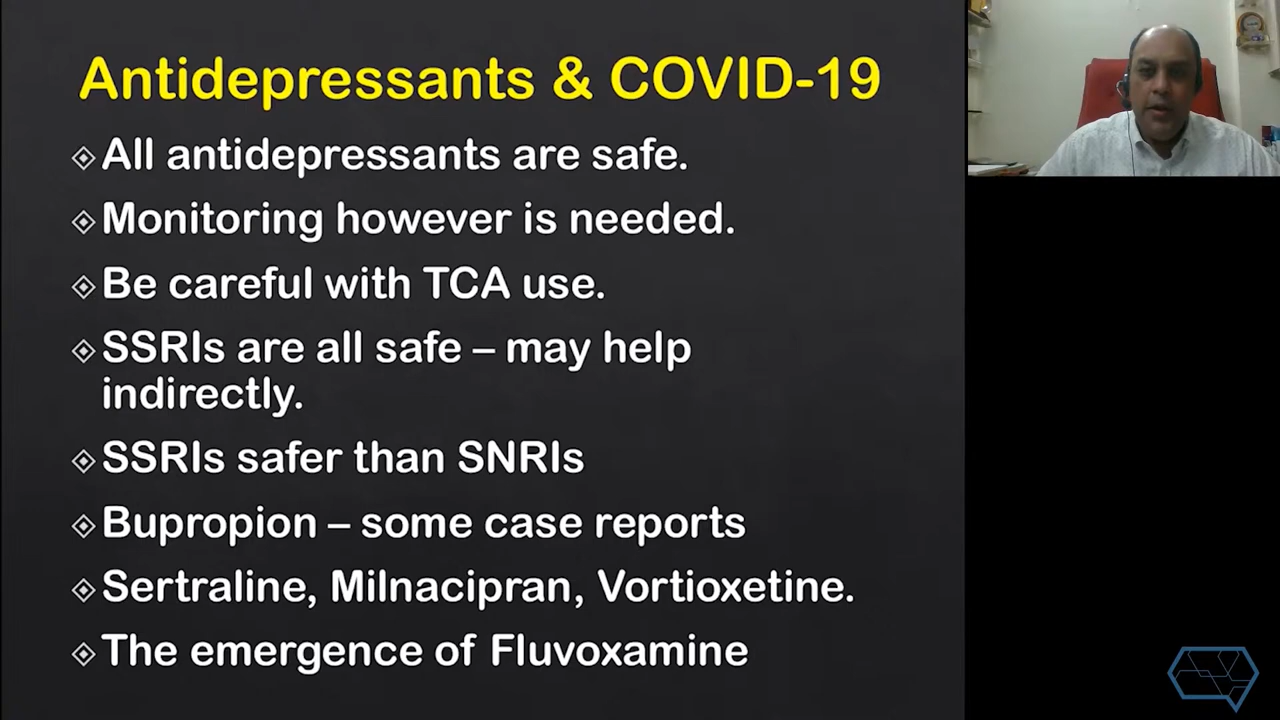 Antidepressants & COVID-19
All antidepressants are safe.
Monitoring however is needed.
Be careful with TCA use.
SSRIs are all safe – may help
indirectly.
SSRIs safer than SNRIs
Bupropion – some case reports
Sertraline, Milnacipran, Vortioxetine.
The emergence of Fluvoxamine